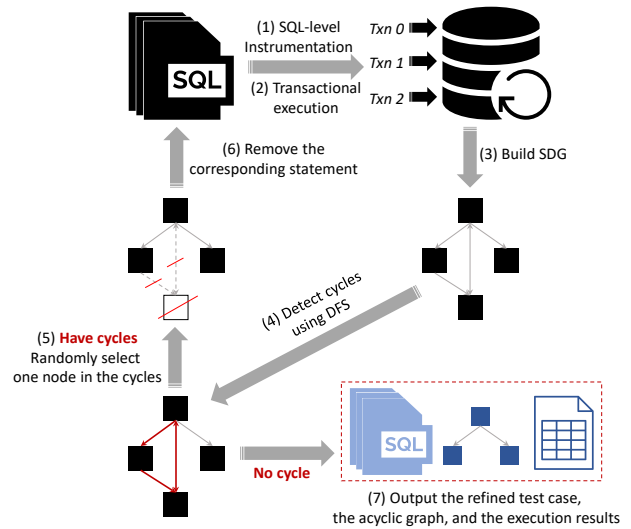 (1) SQL-level
Instrumentation
(2) Transactional
execution
SQL
Txn 0
Txn 1
Txn 2
(3) Build SDG
(6) Remove the
corresponding statement
(4) Detect cycles
using DFS
(5) Have cycles
Randomly select
one node in the cycles
No cycle
SQL
(7) Output the refined test case,
the acyclic graph, and the execution results